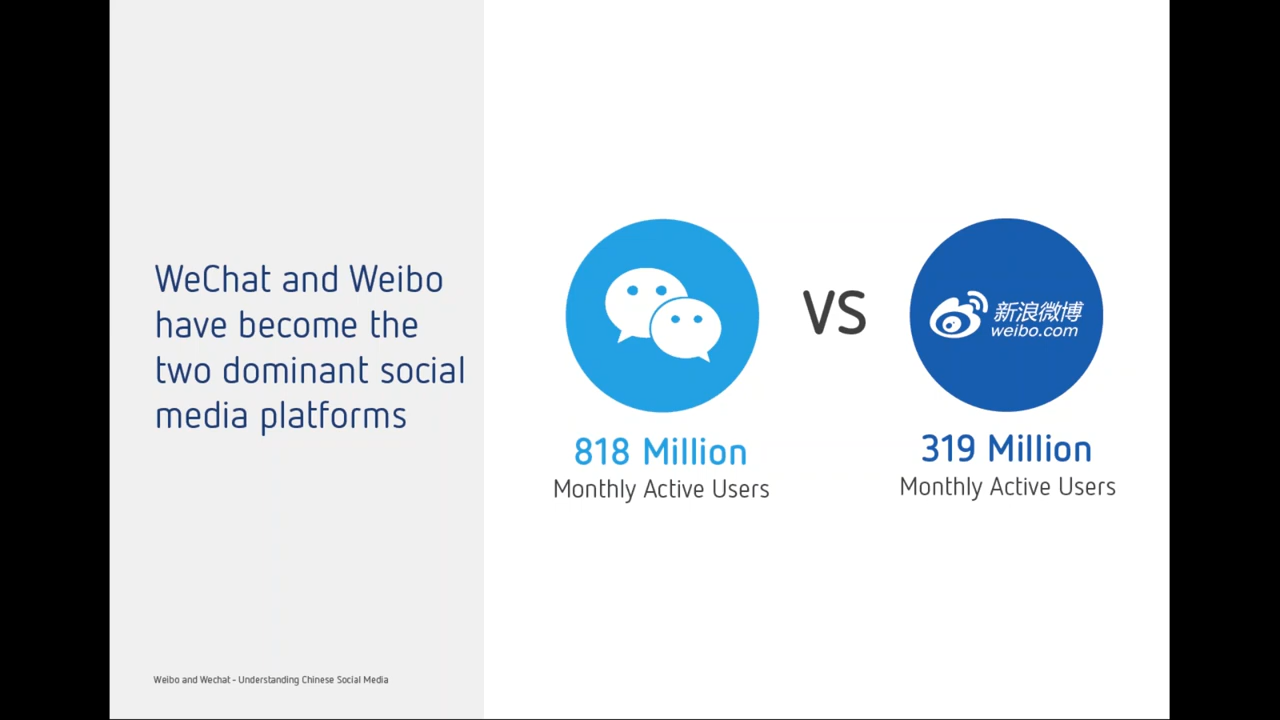 WeChat and Weibo
have become the
two dominant social
media platforms
VS
新浪微博
weibo.com
818 Million
Monthly Active Users
319 Million
Monthly Active Users
Weibo and Wechat - Understanding Chinese Social Media